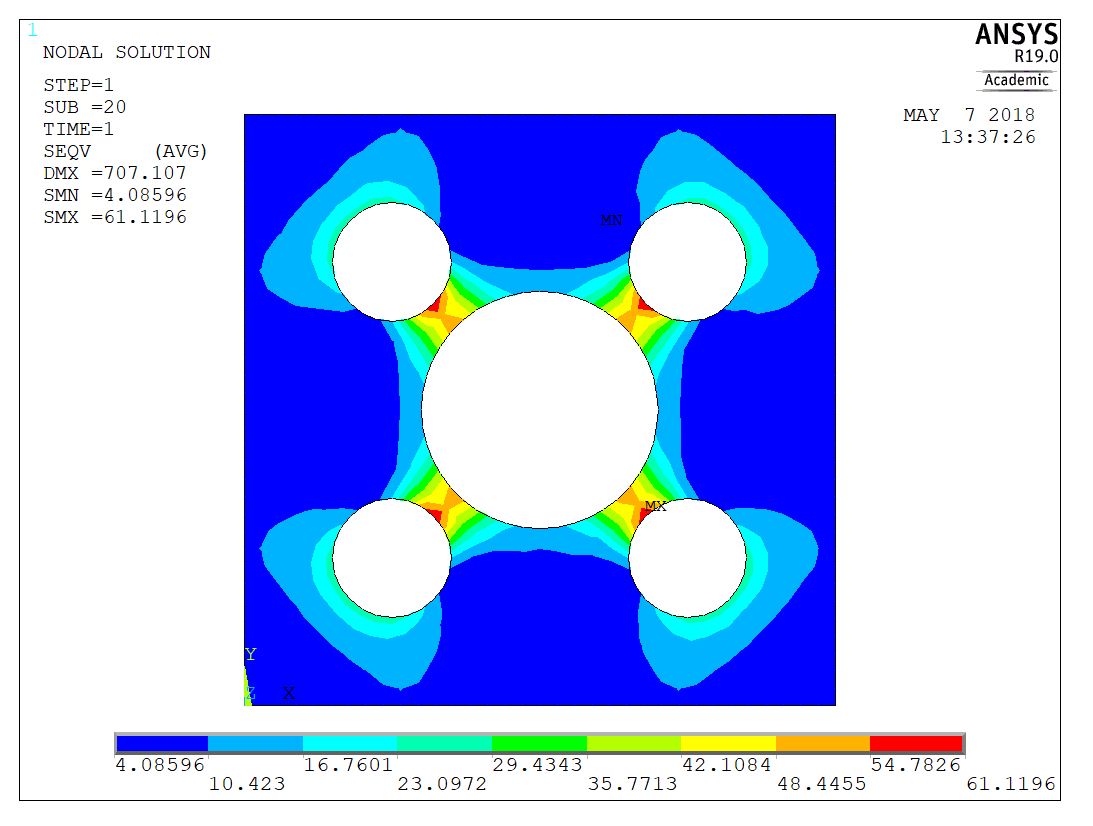 1
NODAL SOLUTION
STEP=1
SUB =20
TIME=1
SEQV     (AVG)
DMX =707.107
SMN =4.08596
SMX =61.1196
ANSYS
R19.0
Academic
MAY  7 2018
13:37:26
MN
MX
Y
Z X
4.08596 16.7601 29.4343 42.1084 54.7826
10.423 23.0972 35.7713 48.4455 61.1196